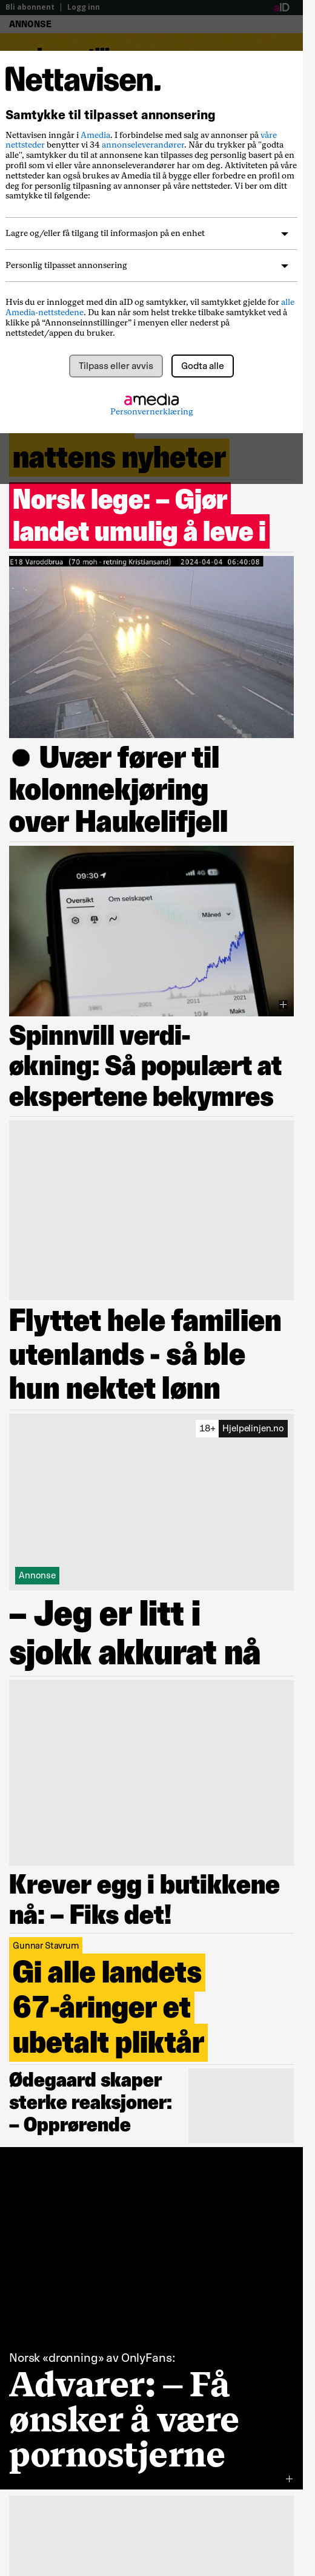 Bli abonnent | Logg inn
aID
ANNONSE
Nettavisen.
Samtykke til tilpasset annonsering
Nettavisen inngår i Amedia. I forbindelse med salg av annonser på våre
nettsteder benytter vi 34 annonseleverandører. Når du trykker på "godta
alle", samtykker du til at annonsene kan tilpasses deg personlig basert på en
profil som vi eller våre annonseleverandører har av deg. Aktiviteten på våre
nettsteder kan også brukes av Amedia til å bygge eller forbedre en profil om
deg for personlig tilpasning av annonser på våre nettsteder. Vi ber om ditt
samtykke til følgende:
Lagre og/eller få tilgang til informasjon på en enhet
Personlig tilpasset annonsering
Hvis du er innlogget med din aID og samtykker, vil samtykket gjelde for alle
Amedia-nettstedene. Du kan når som helst trekke tilbake samtykket ved å
klikke på “Annonseinnstillinger” i menyen eller nederst på
nettstedet/appen du bruker.
Tilpass eller avvis
Godta alle
amedia
Personvernerklæring
nattens nyheter
Norsk lege: – Gjør
landet umulig å leve i
E18 Varoddbrua (70 moh - retning Kristiansand) 2024-04-04 06:40:08
Uvær fører til
kolonnekjøring
over Haukelifjell
09:30
4G
Oversikt
Om selskapet
Måned
1991
2001
2011
2021
10 år
Maks
Spinnvill verdi-
økning: Så populært at
ekspertene bekymres
Flyttet hele familien
utenlands - så ble
hun nektet lønn
18+ Hjelpelinjen.no
Annonse
– Jeg er litt i
sjokk akkurat nå
Krever egg i butikkene
nå: – Fiks det!
Gunnar Stavrum
Gi alle landets
67-åringer et
ubetalt pliktår
Ødegaard skaper
sterke reaksjoner:
– Opprørende
Norsk «dronning» av OnlyFans:
Advarer: – Få
ønsker å være
pornostjerne